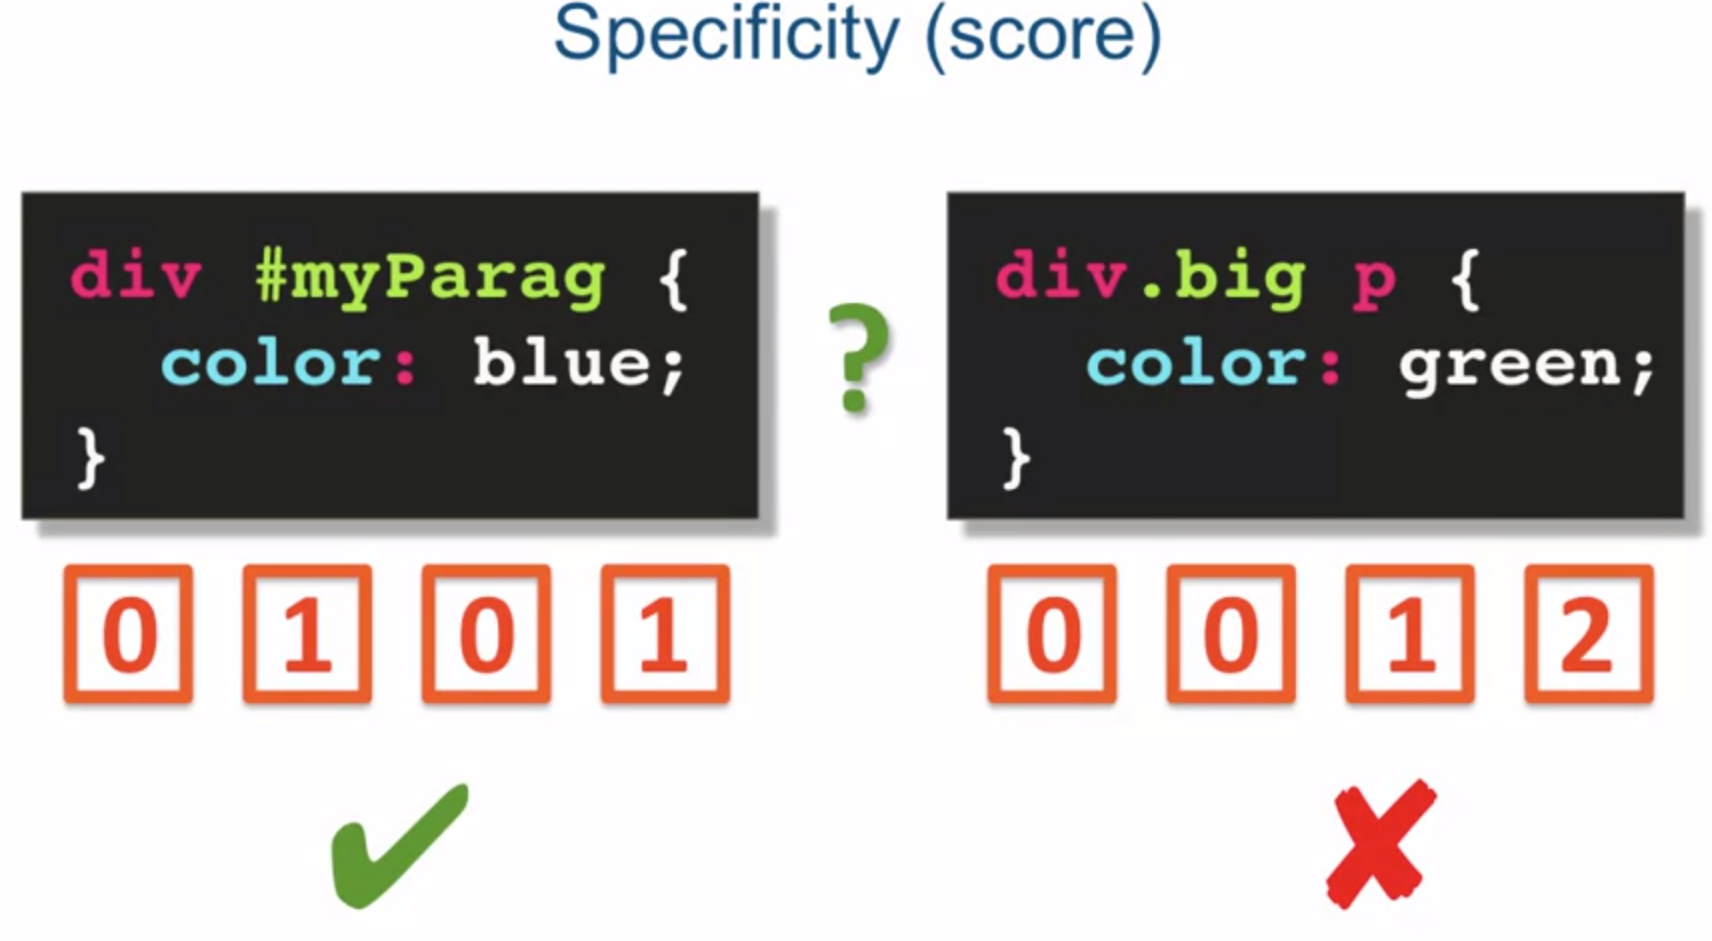 Specificity (score)
div #myParag {
color: blue;
}
?
div.big p {
color: green;
}
0 1 0 1
0 0 1 2